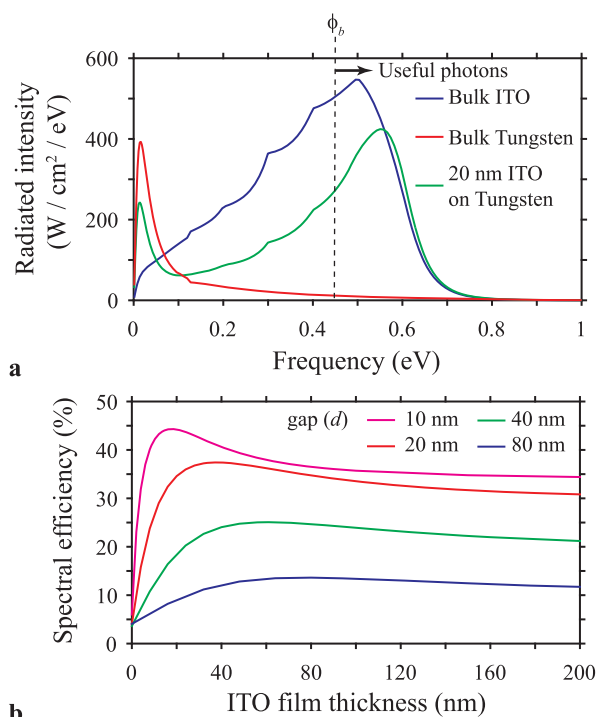 ϕb
600
400
200
0
Radiated intensity
(W / cm² / eV)
Useful photons
Bulk ITO
Bulk Tungsten
20 nm ITO
on Tungsten
0 0.2 0.4 0.6 0.8 1
Frequency (eV)
a
50
40
30
20
10
0
Spectral efficiency (%)
gap (d)
10 nm 40 nm
20 nm 80 nm
0 40 80 120 160 200
ITO film thickness (nm)
b